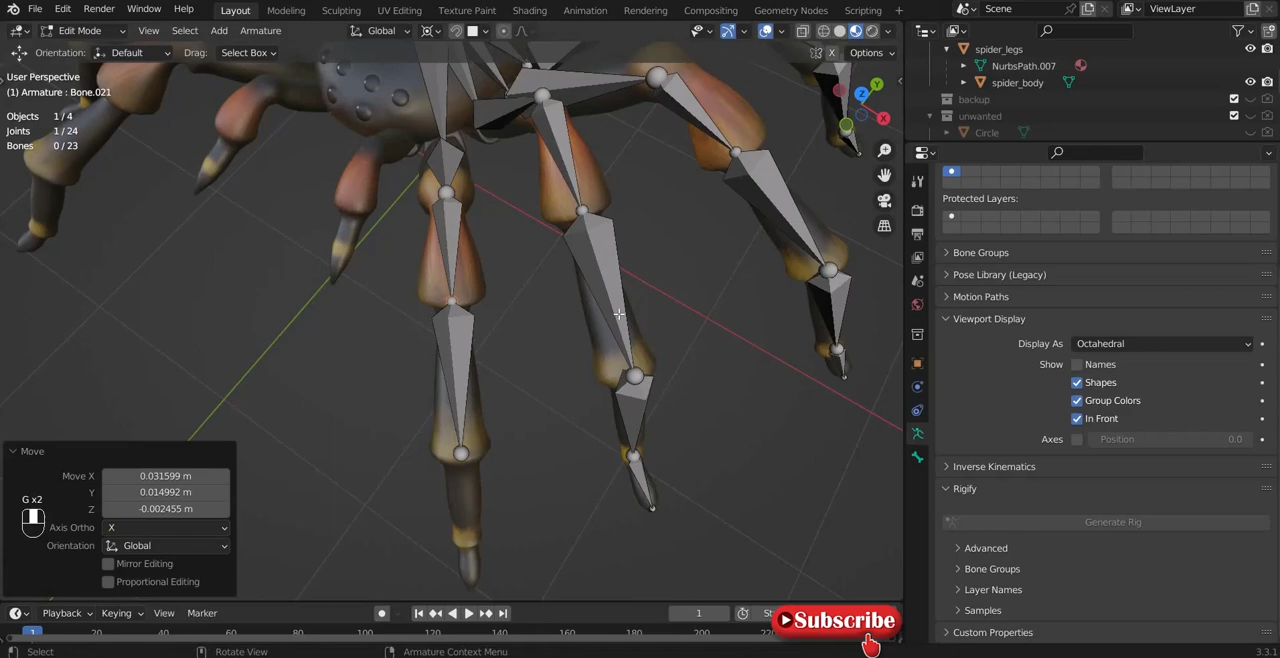 File Edit Render Window Help Layout Modeling Sculpting UV Editing Texture Paint Shading Animation Rendering Compositing Geometry Nodes Scripting + Scene ViewLayer
Edit Mode View Select Add Armature Global
Orientation: Default Drag: Select Box X Options
User Perspective
(1) Armature : Bone.021
Objects 1/4
Joints 1/24
Bones 0/23
X
Y
Z
spider_legs
NurbsPath.007
spider_body
backup
unwanted
Circle
Protected Layers:
Bone Groups
Pose Library (Legacy)
Motion Paths
Viewport Display
Display As Octahedral
Show Names
Shapes
Group Colors
In Front
Axes Position 0.0
Inverse Kinematics
Rigify
Generate Rig
Advanced
Bone Groups
Layer Names
Samples
Custom Properties
Move
Move X 0.031599 m
Y 0.014992 m
Z -0.002455 m
G x2
Axis Ortho X
Orientation Global
Mirror Editing
Proportional Editing
Playback Keying View Marker 1
Subscribe
1 20 40 60 80 100 120 140 160 180 200
Select Rotate View Armature Context Menu 3.3.1